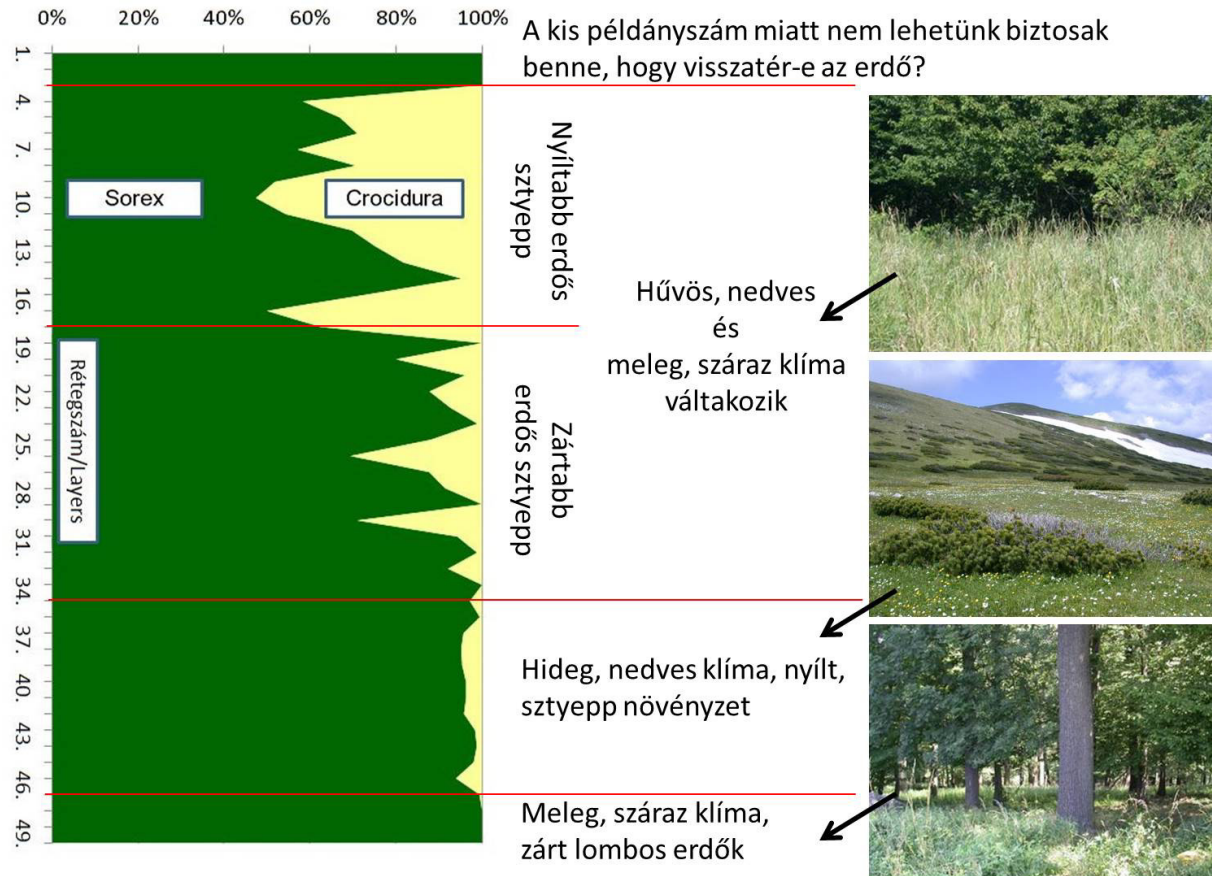 0% 20% 40% 60% 80% 100%
A kis példányszám miatt nem lehetünk biztosak
benne, hogy visszatér-e az erdő?
1.
4.
7.
10.
13.
16.
19.
22.
25.
28.
31.
34.
37.
40.
43.
46.
49.
Rétegszám/Layers
Sorex
Crocidura
Nyíltabb erdős
sztyepp
Zártabb
erdős sztyepp
Hűvös, nedves
és
meleg, száraz klíma
váltakozik
Hideg, nedves klíma, nyílt,
sztyepp növényzet
Meleg, száraz klíma,
zárt lombos erdők